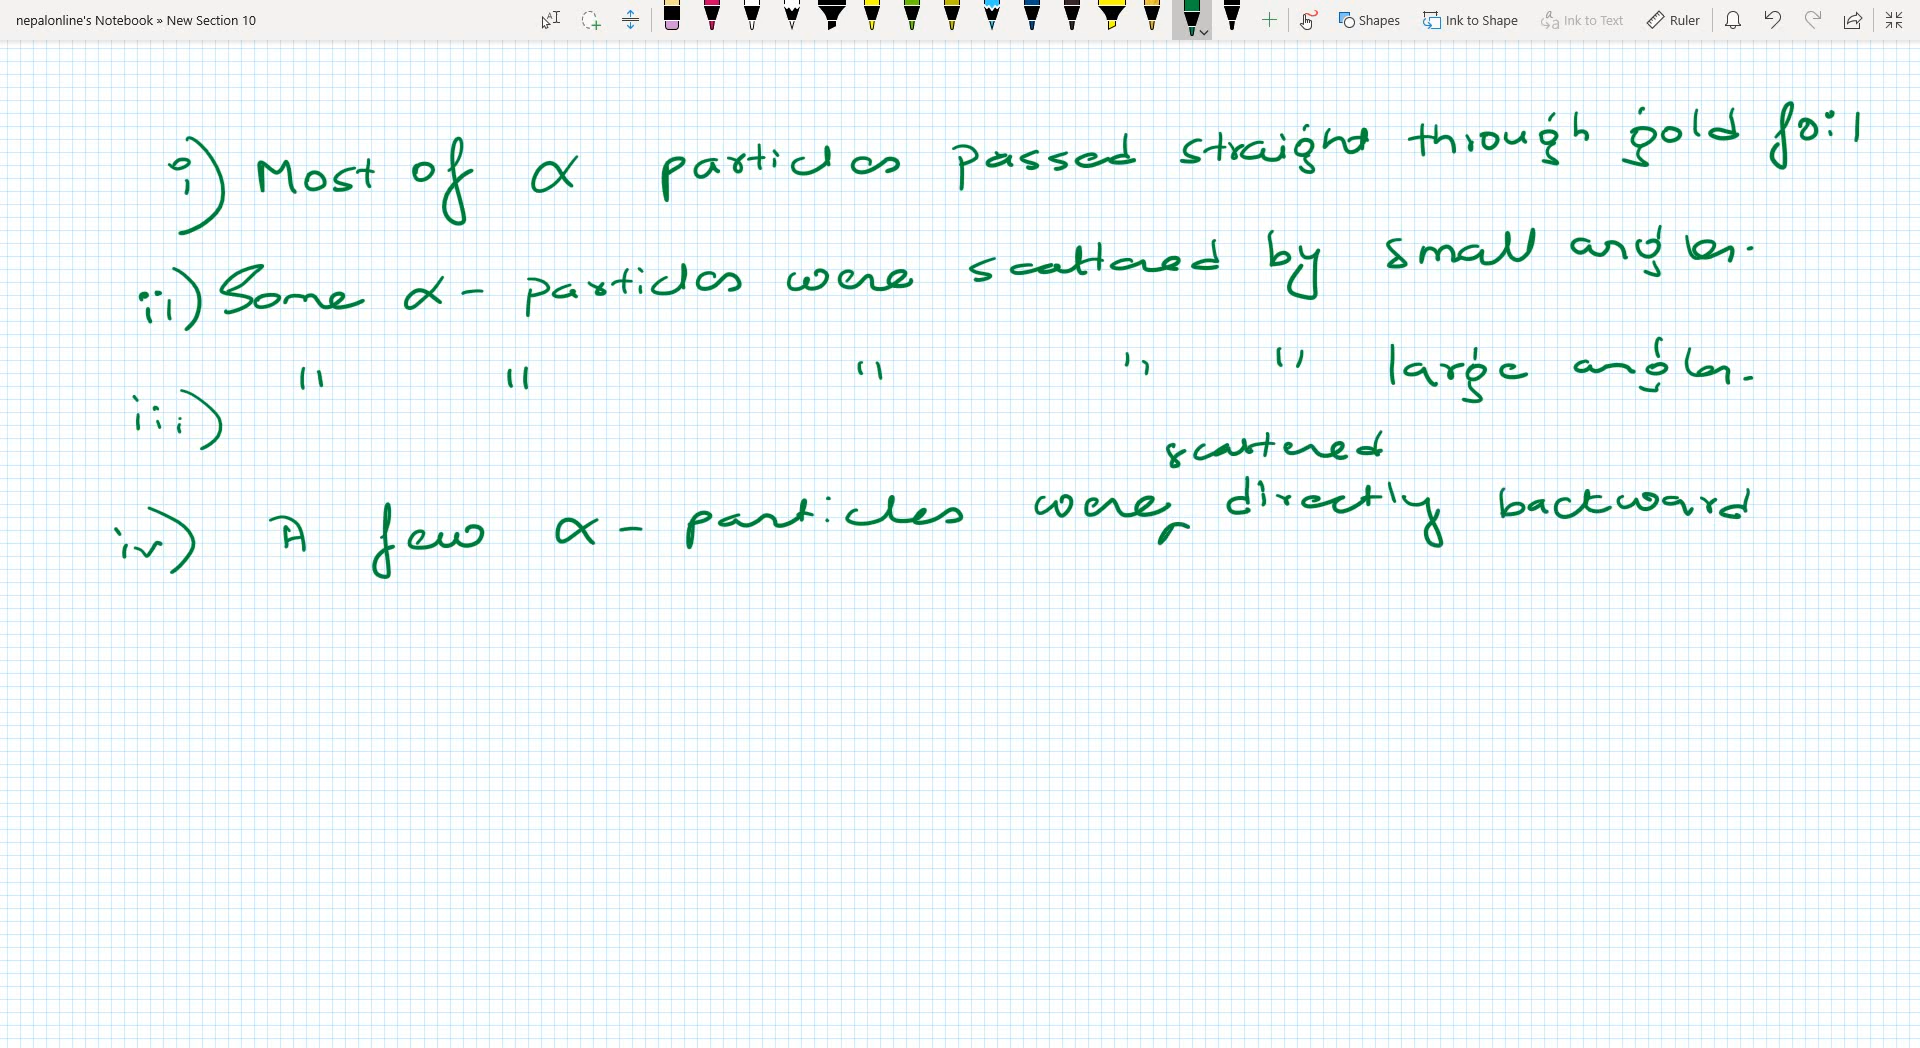 nepalonline's Notebook » New Section 10 Shapes Ink to Shape Ink to Text Ruler
i) Most of α particles passed straight through gold foil
ii) Some α - particles were scattered by small angles.
iii) " " " " " large angles.
scattered
iv) A few α - particles were directly backward